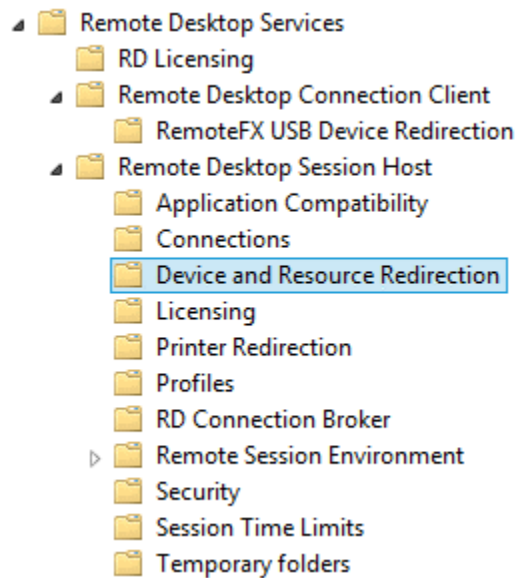 Remote Desktop Services
RD Licensing
Remote Desktop Connection Client
RemoteFX USB Device Redirection
Remote Desktop Session Host
Application Compatibility
Connections
Device and Resource Redirection
Licensing
Printer Redirection
Profiles
RD Connection Broker
Remote Session Environment
Security
Session Time Limits
Temporary folders